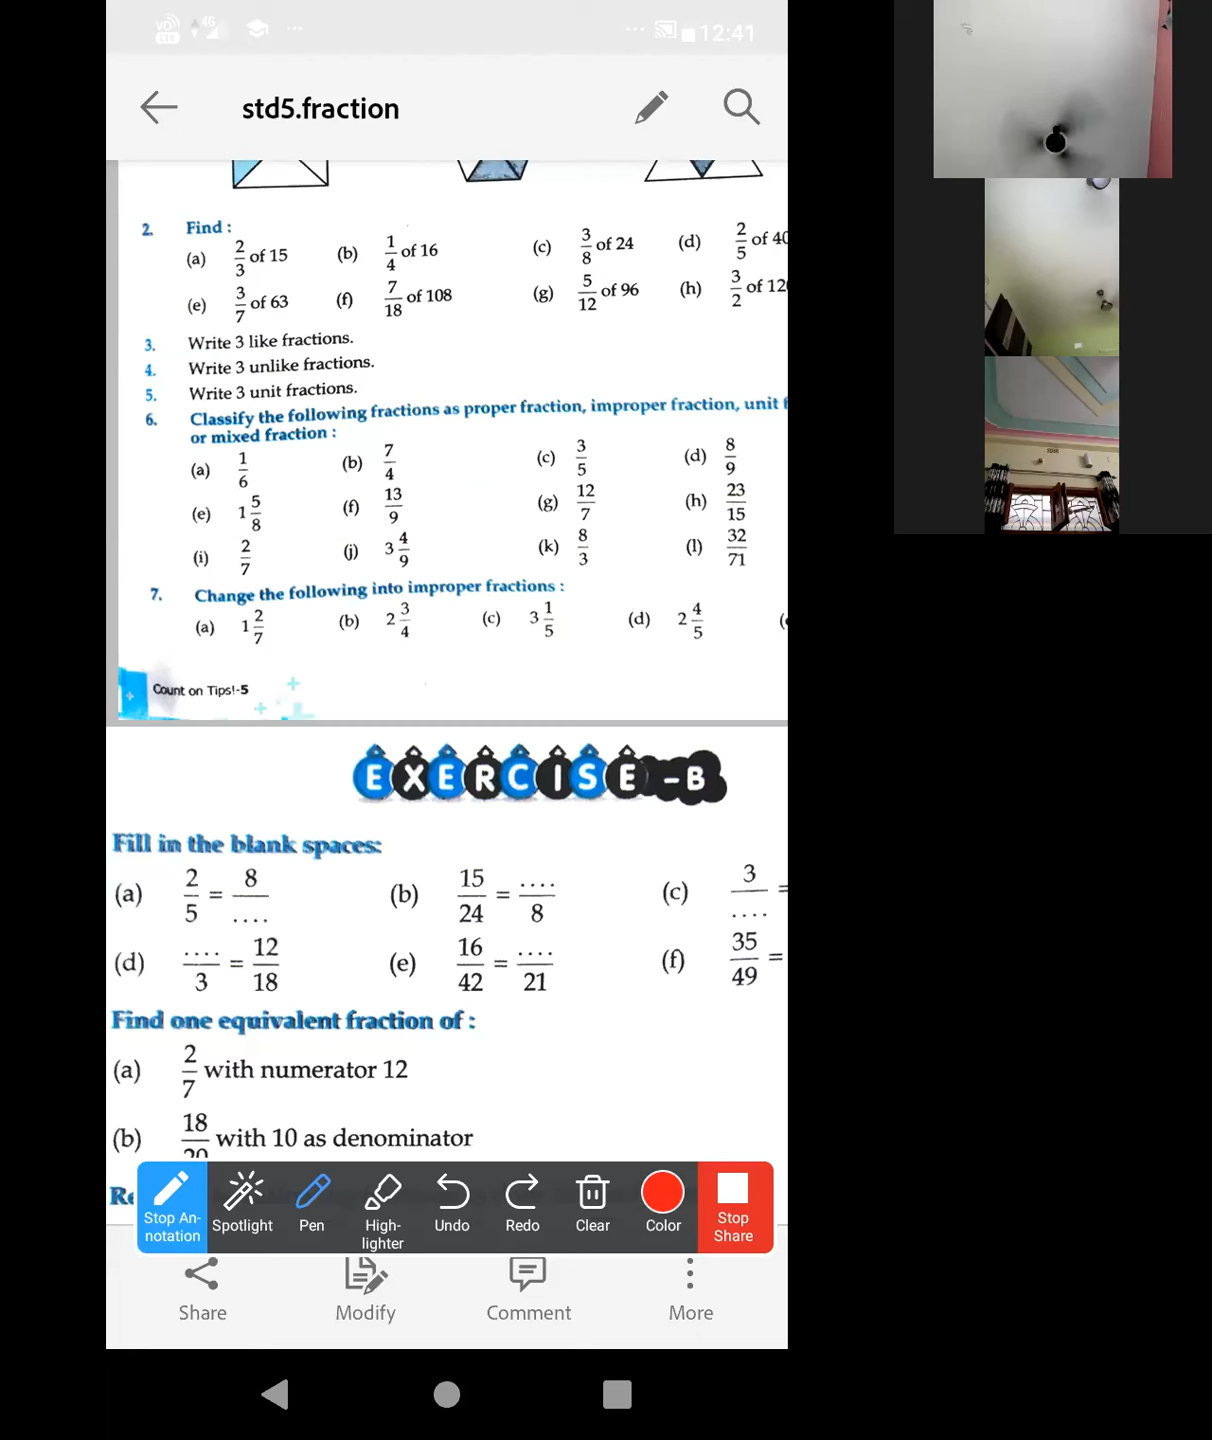 VO LTE 4G ... ... 12:41
std5.fraction
2. Find :
(a) 2/3 of 15 (b) 1/4 of 16 (c) 3/8 of 24 (d) 2/5 of 40
(e) 3/7 of 63 (f) 7/18 of 108 (g) 5/12 of 96 (h) 3/2 of 12
3. Write 3 like fractions.
4. Write 3 unlike fractions.
5. Write 3 unit fractions.
6. Classify the following fractions as proper fraction, improper fraction, unit
or mixed fraction :
(a) 1/6 (b) 7/4 (c) 3/5 (d) 8/9
(e) 1 5/8 (f) 13/9 (g) 12/7 (h) 23/15
(i) 2/7 (j) 3 4/9 (k) 8/3 (l) 32/71
7. Change the following into improper fractions :
(a) 1 2/7 (b) 2 3/4 (c) 3 1/5 (d) 2 4/5
Count on Tips!-5
EXERCISE -B
Fill in the blank spaces:
(a) 2/5 = 8/.... (b) 15/24 = ..../8 (c) 3/.... =
(d) ..../3 = 12/18 (e) 16/42 = ..../21 (f) 35/49 =
Find one equivalent fraction of :
(a) 2/7 with numerator 12
(b) 18/20 with 10 as denominator
Stop An-
notation
Spotlight
Pen
High-
lighter
Undo
Redo
Clear
Color
Stop
Share
Share Modify Comment More